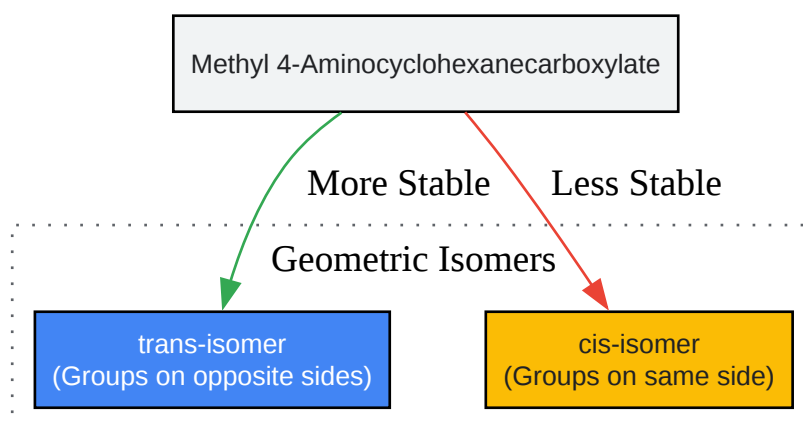 Methyl 4-Aminocyclohexanecarboxylate
More Stable
Less Stable
Geometric Isomers
trans-isomer
(Groups on opposite sides)
cis-isomer
(Groups on same side)